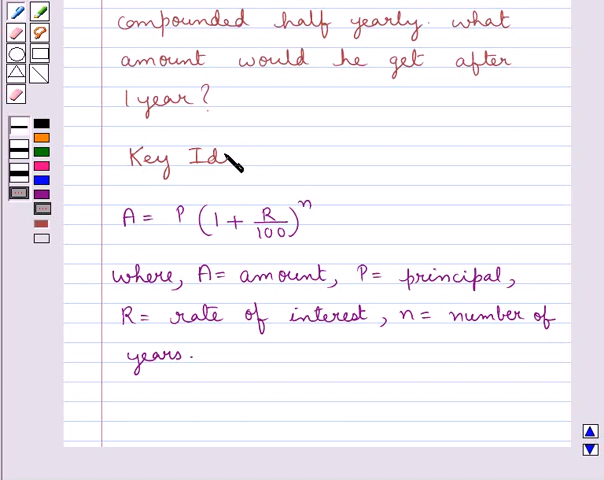 compounded half yearly. what
amount would he get after
1 year?
Key Id
A = P (1 + R/100)^n
where, A = amount, P = principal,
R = rate of interest, n = number of
years.